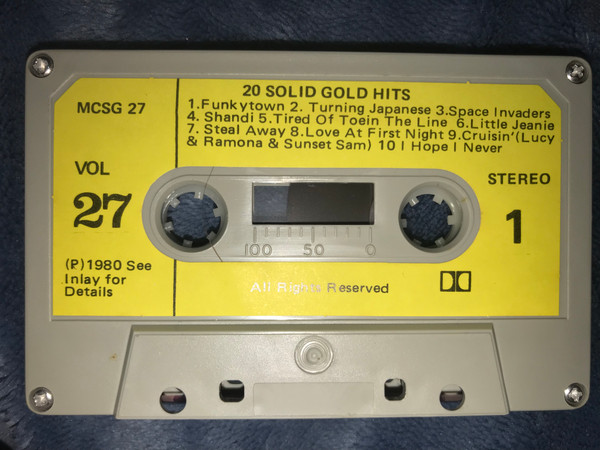 20 SOLID GOLD HITS
MCSG 27
1.Funkytown 2. Turning Japanese 3.Space Invaders
4. Shandi 5.Tired Of Toein The Line 6.Little Jeanie
7. Steal Away 8.Love At First Night 9.Cruisin'(Lucy
& Ramona & Sunset Sam) 10 I Hope I Never
VOL
27
STEREO
1
100 50 0
(P)1980 See
Inlay for
Details
All Rights Reserved